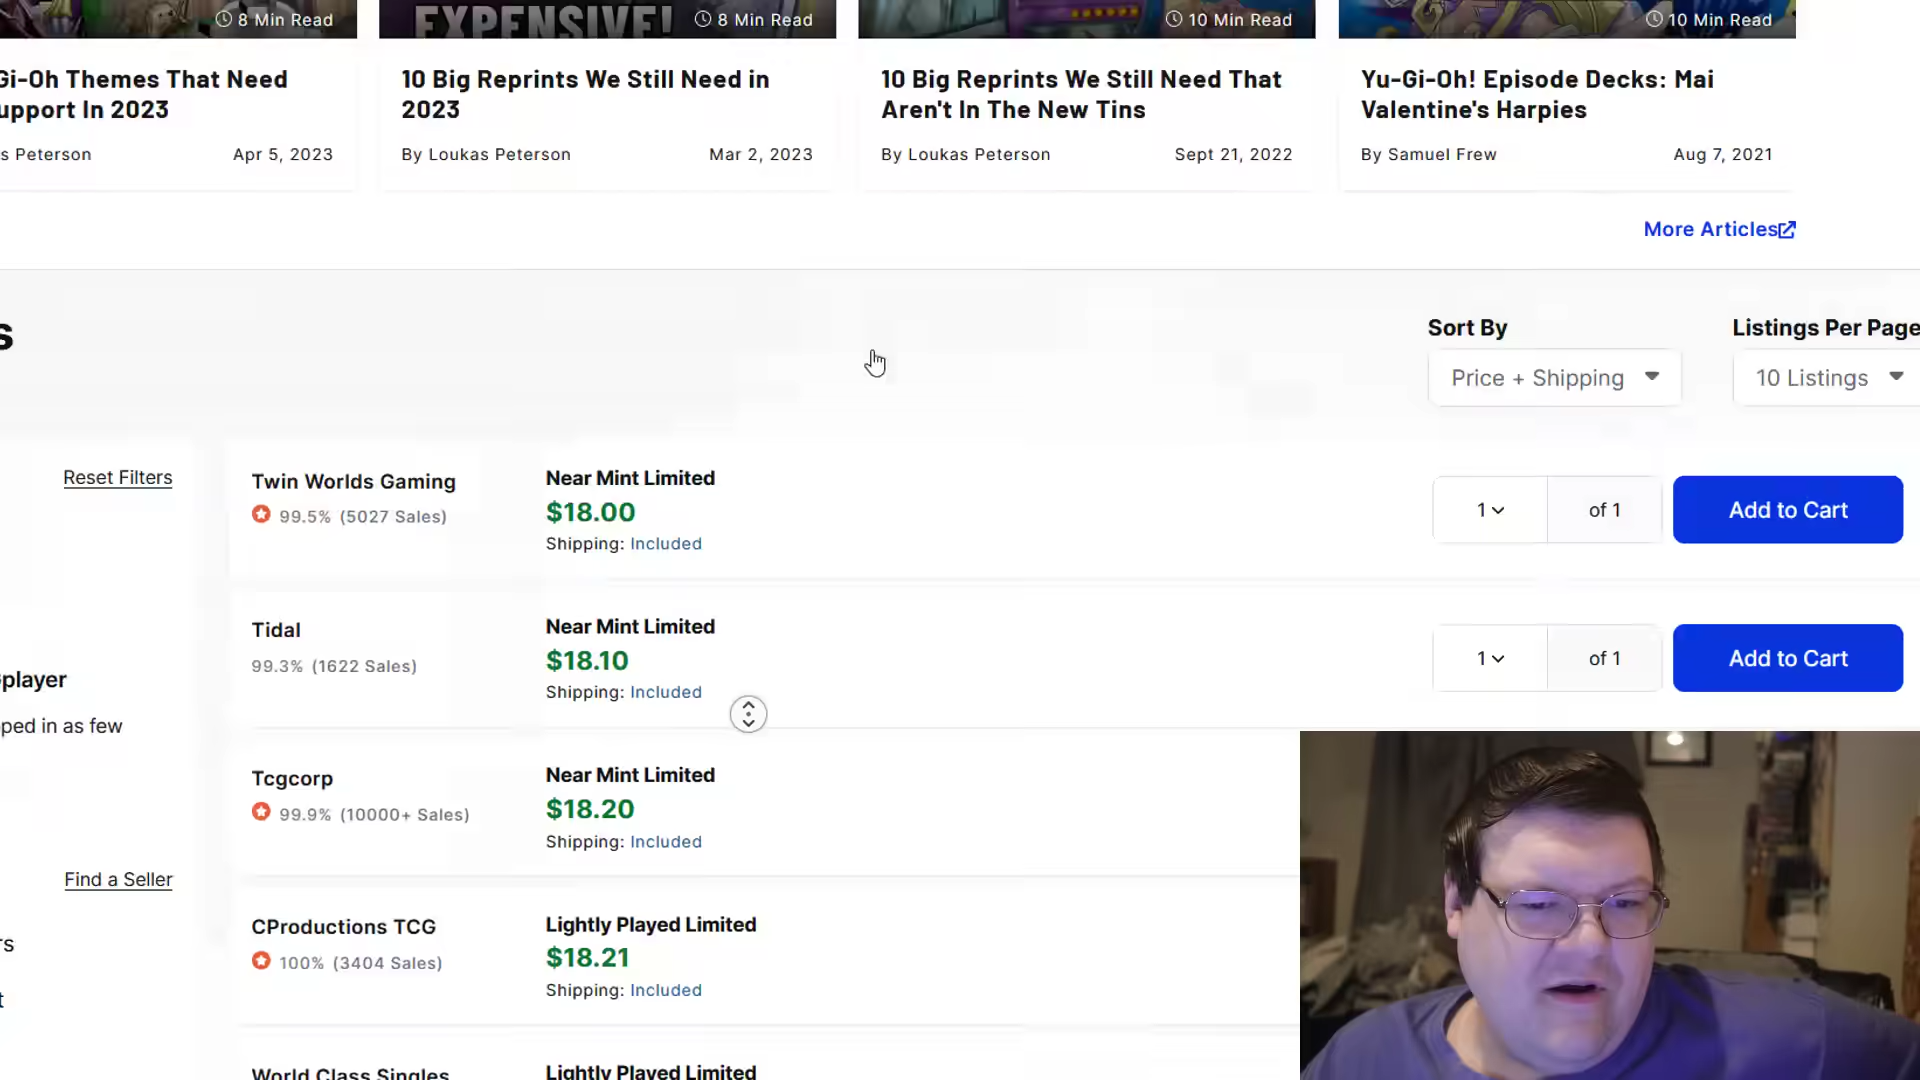 EXPENSIVE!
8 Min Read
8 Min Read
10 Min Read
10 Min Read
Gi-Oh Themes That Need
upport In 2023
s Peterson
Apr 5, 2023
10 Big Reprints We Still Need in
2023
By Loukas Peterson
Mar 2, 2023
10 Big Reprints We Still Need That
Aren't In The New Tins
By Loukas Peterson
Sept 21, 2022
Yu-Gi-Oh! Episode Decks: Mai
Valentine's Harpies
By Samuel Frew
Aug 7, 2021
More Articles
s
Sort By
Price + Shipping
Listings Per Page
10 Listings
Reset Filters
player
ped in as few
Find a Seller
rs
t
Twin Worlds Gaming
99.5% (5027 Sales)
Near Mint Limited
$18.00
Shipping: Included
1
of 1
Add to Cart
Tidal
99.3% (1622 Sales)
Near Mint Limited
$18.10
Shipping: Included
1
of 1
Add to Cart
Tcgcorp
99.9% (10000+ Sales)
Near Mint Limited
$18.20
Shipping: Included
CProductions TCG
100% (3404 Sales)
Lightly Played Limited
$18.21
Shipping: Included
World Class Singles
Lightly Played Limited